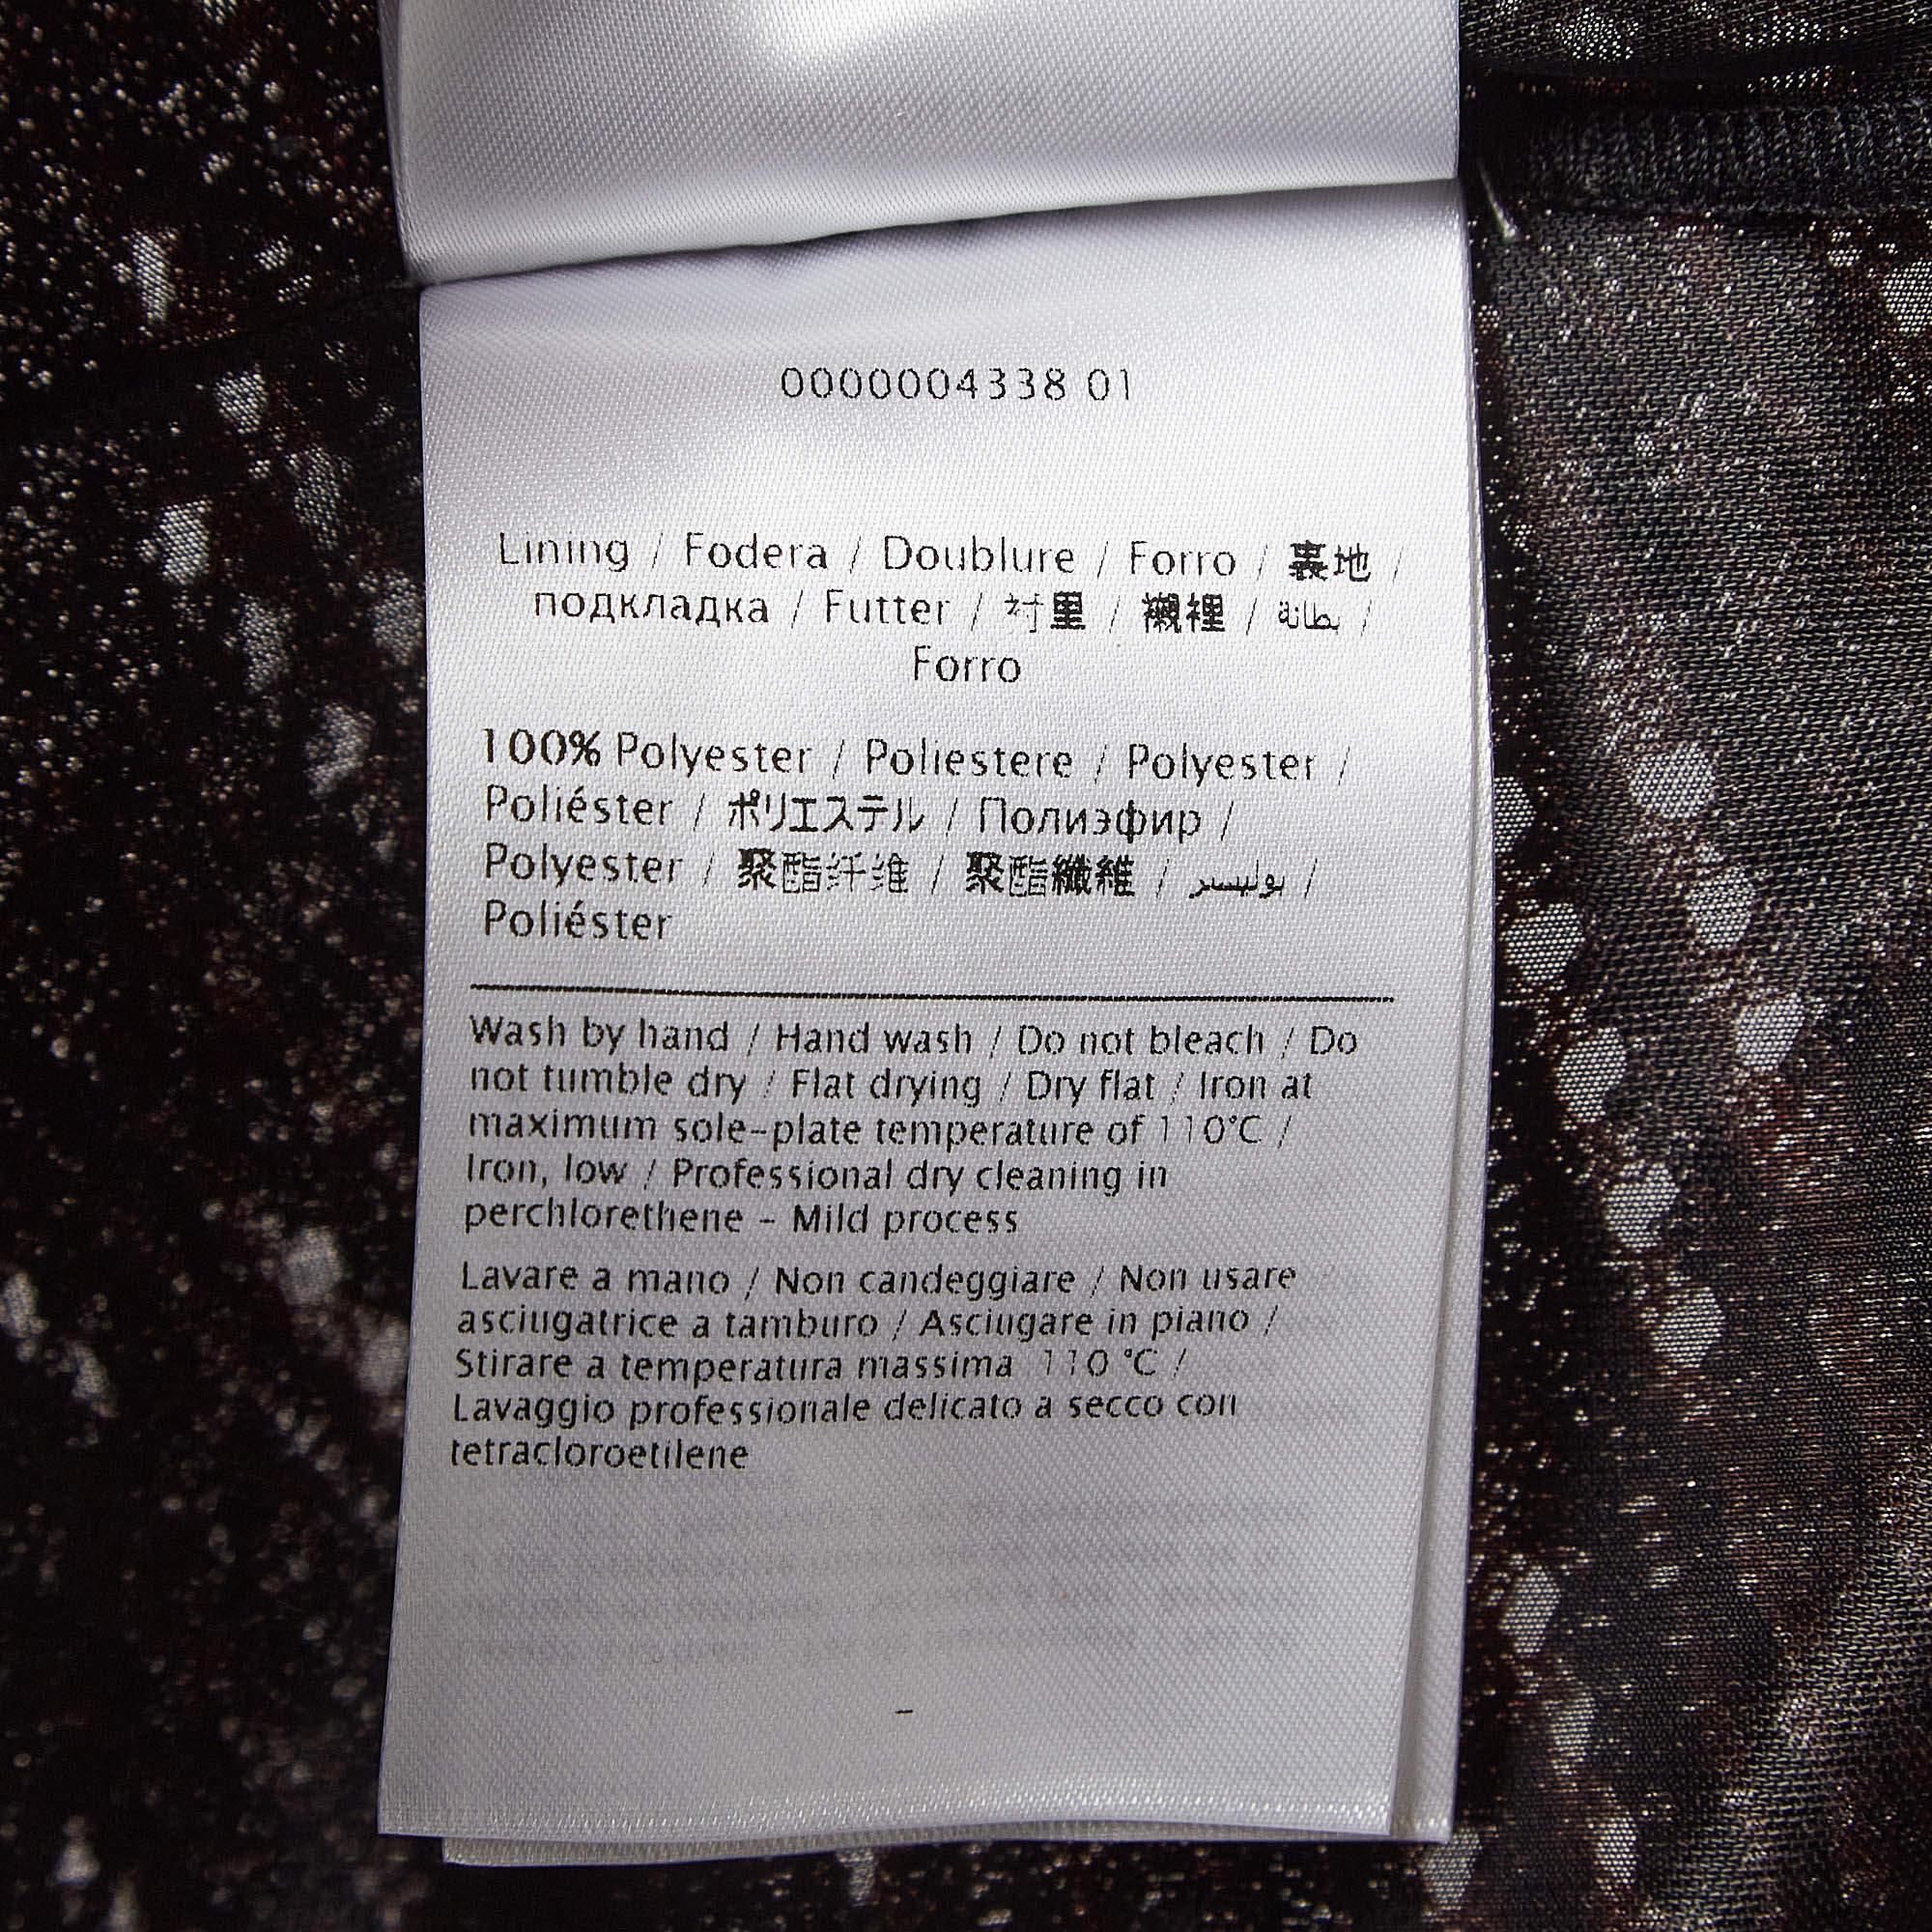 0000004338 01
Lining / Fodera / Doublure / Forro / 裏地 /
подкладка / Futter / 衬里 / 襯裡 / بطانة /
Forro
100% Polyester / Poliestere / Polyester /
Poliéster / ポリエステル / Полиэфир /
Polyester / 聚酯纤维 / 聚酯纖維 / بوليستر /
Poliéster
Wash by hand / Hand wash / Do not bleach / Do
not tumble dry / Flat drying / Dry flat / Iron at
maximum sole-plate temperature of 110°C /
Iron, low / Professional dry cleaning in
perchlorethene - Mild process
Lavare a mano / Non candeggiare / Non usare
asciugatrice a tamburo / Asciugare in piano /
Stirare a temperatura massima 110 °C /
Lavaggio professionale delicato a secco con
tetracloroetilene
-